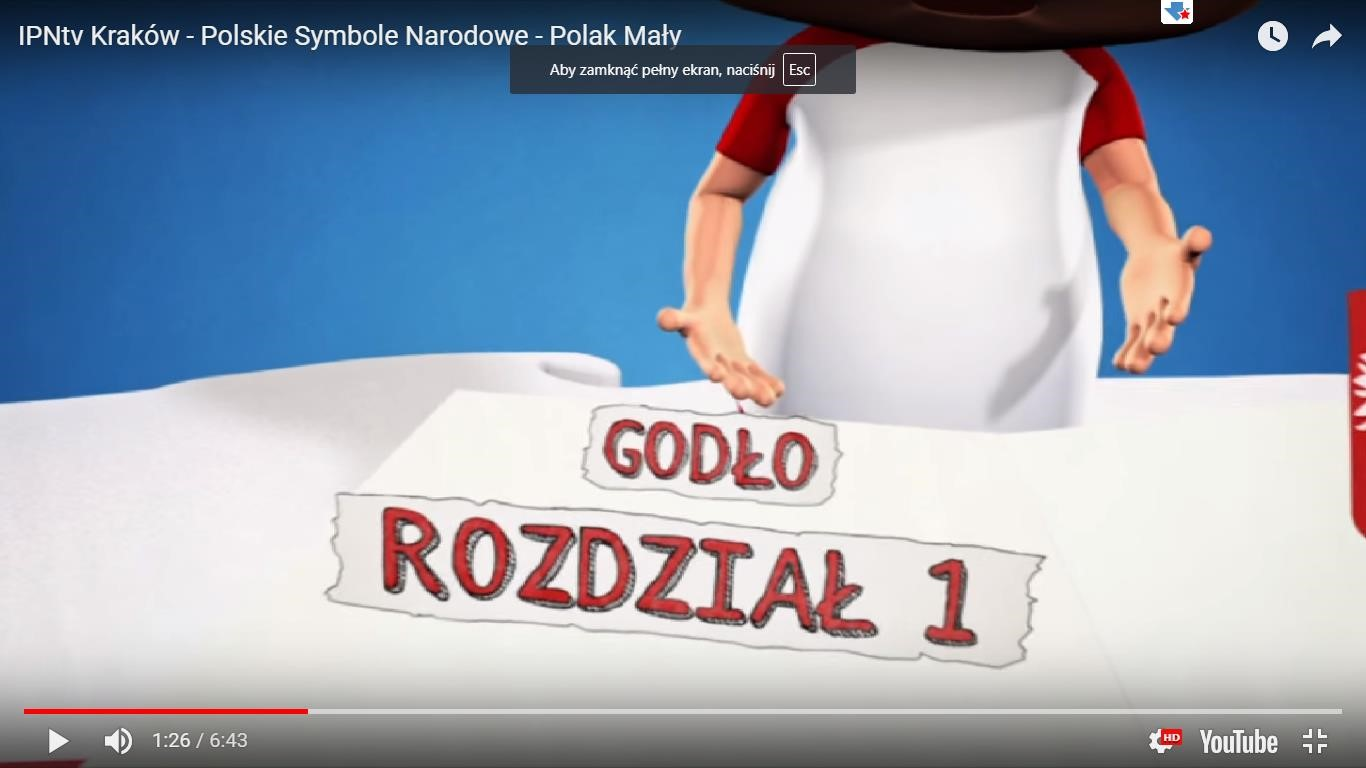 IPNtv Kraków - Polskie Symbole Narodowe - Polak Mały
Aby zamknąć pełny ekran, naciśnij Esc
GODŁO
ROZDZIAŁ 1
1:26 / 6:43
HD
YouTube